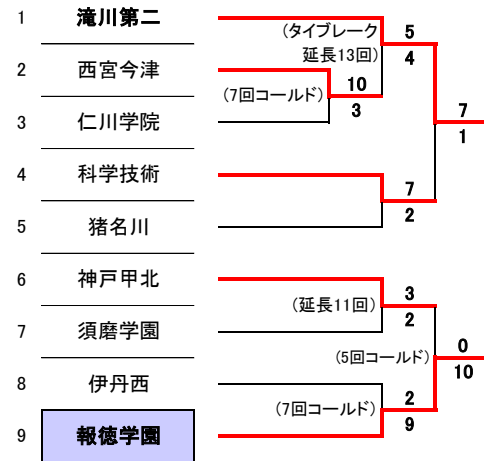 1 滝川第二
(タイブレーク
延長13回)
5
4
2 西宮今津
(7回コールド)
10
3
3 仁川学院
7
1
4 科学技術
7
2
5 猪名川
6 神戸甲北
(延長11回)
3
2
7 須磨学園
(5回コールド)
0
10
8 伊丹西
(7回コールド)
2
9
9 報徳学園